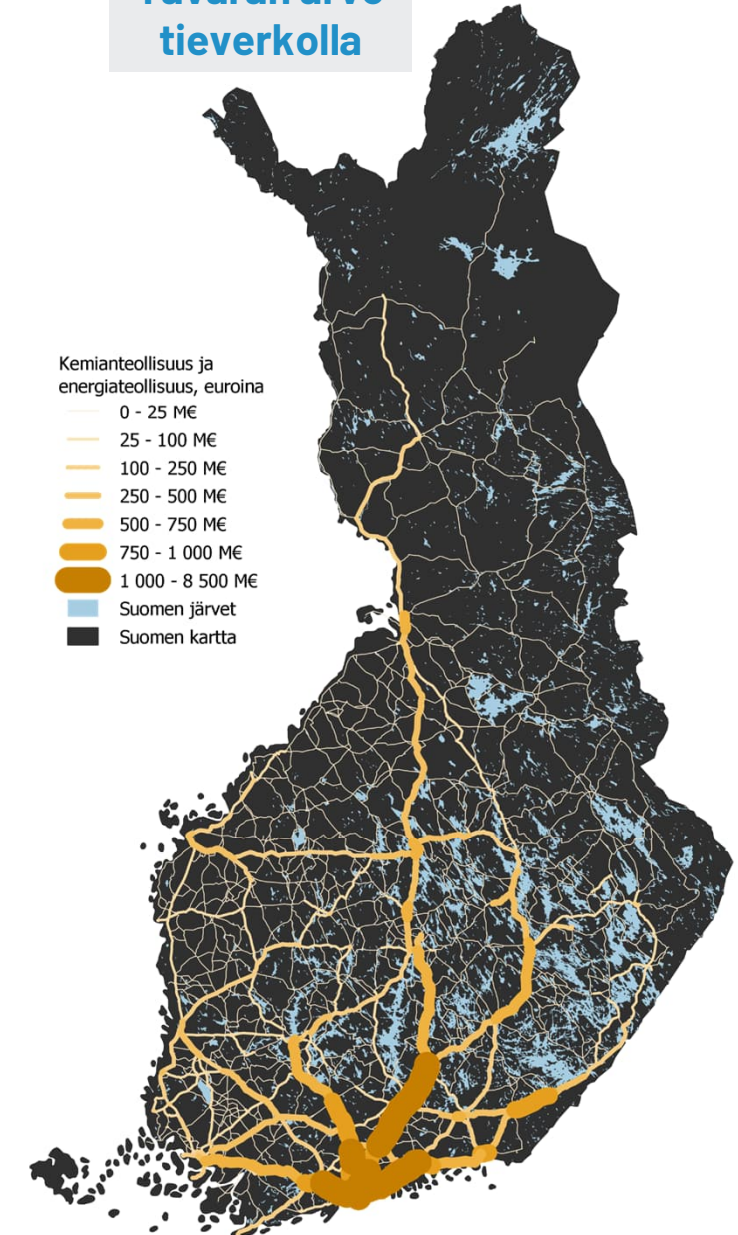 tieverkolla
Kemianteollisuus ja
energiateollisuus, euroina
0 - 25 M€
25 - 100 M€
100 - 250 M€
250 - 500 M€
500 - 750 M€
750 - 1 000 M€
1 000 - 8 500 M€
Suomen järvet
Suomen kartta